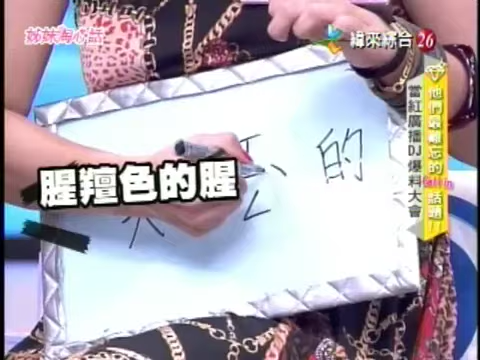 姊妹淘心話
緯來綜合 26
他們最難忘的Call in話題!!
當紅廣播DJ爆料大會
的
腥羶色的腥